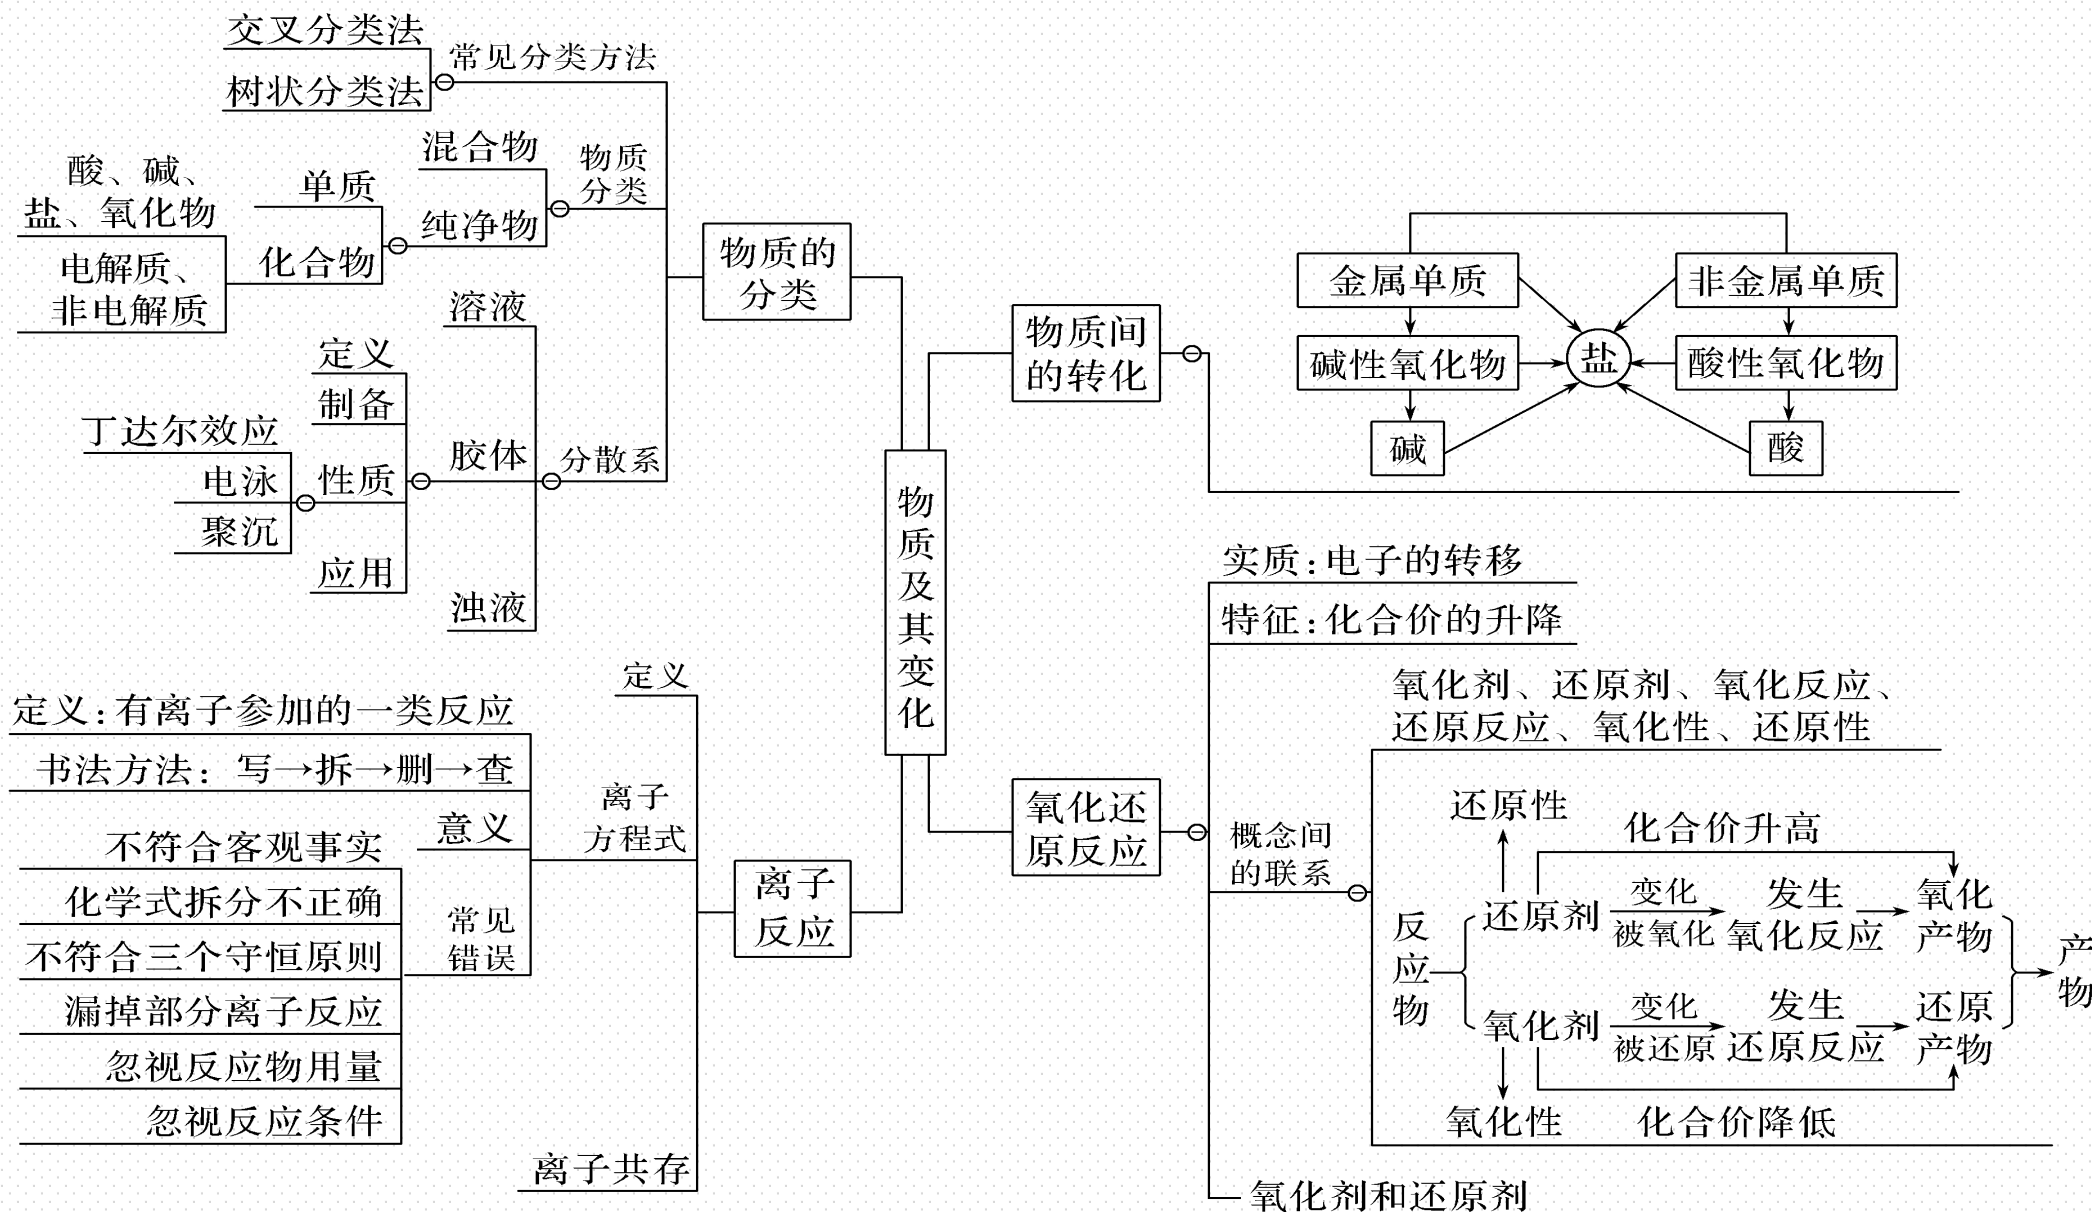 交叉分类法
树状分类法
常见分类方法
混合物
纯净物
物质
分类
酸、碱、
盐、氧化物
单质
化合物
电解质、
非电解质
物质的
分类
溶液
胶体
浊液
分散系
定义
制备
性质
应用
丁达尔效应
电泳
聚沉
物质及其变化
物质间
的转化
金属单质
非金属单质
碱性氧化物
盐
酸性氧化物
碱
酸
定义
定义:有离子参加的一类反应
书法方法: 写→拆→删→查
意义
常见
错误
离子
方程式
不符合客观事实
化学式拆分不正确
不符合三个守恒原则
漏掉部分离子反应
忽视反应物用量
忽视反应条件
离子
反应
离子共存
氧化还
原反应
实质:电子的转移
特征:化合价的升降
概念间
的联系
氧化剂、还原剂、氧化反应、
还原反应、氧化性、还原性
还原性
化合价升高
反应物
还原剂
变化
被氧化
发生
氧化反应
氧化
产物
氧化剂
变化
被还原
发生
还原反应
还原
产物
产物
氧化性
化合价降低
氧化剂和还原剂